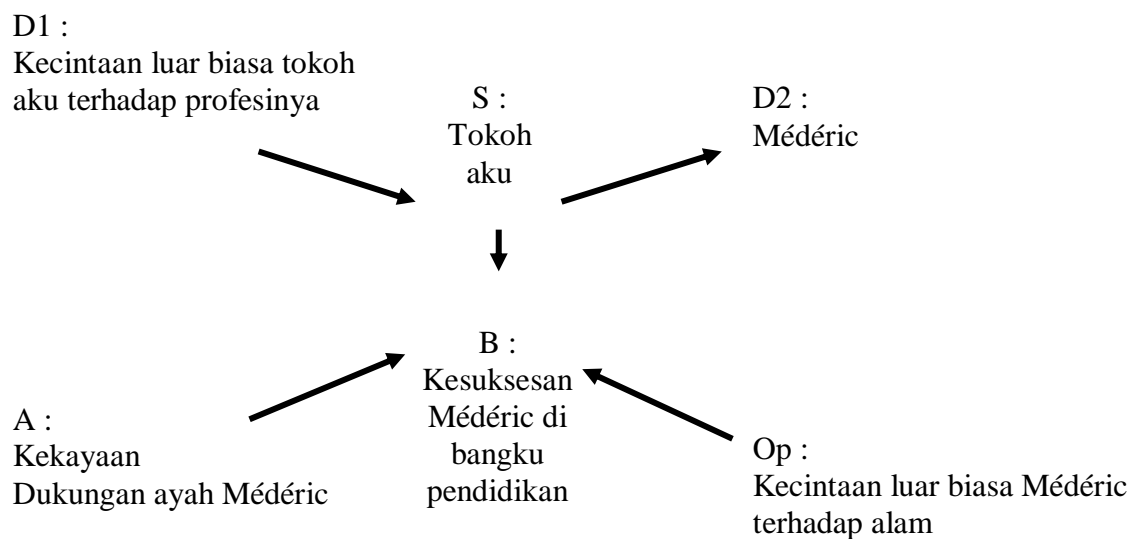 D1 :
Kecintaan luar biasa tokoh
aku terhadap profesinya
S :
Tokoh
aku
D2 :
Médéric
B :
Kesuksesan
Médéric di
bangku
pendidikan
A :
Kekayaan
Dukungan ayah Médéric
Op :
Kecintaan luar biasa Médéric
terhadap alam